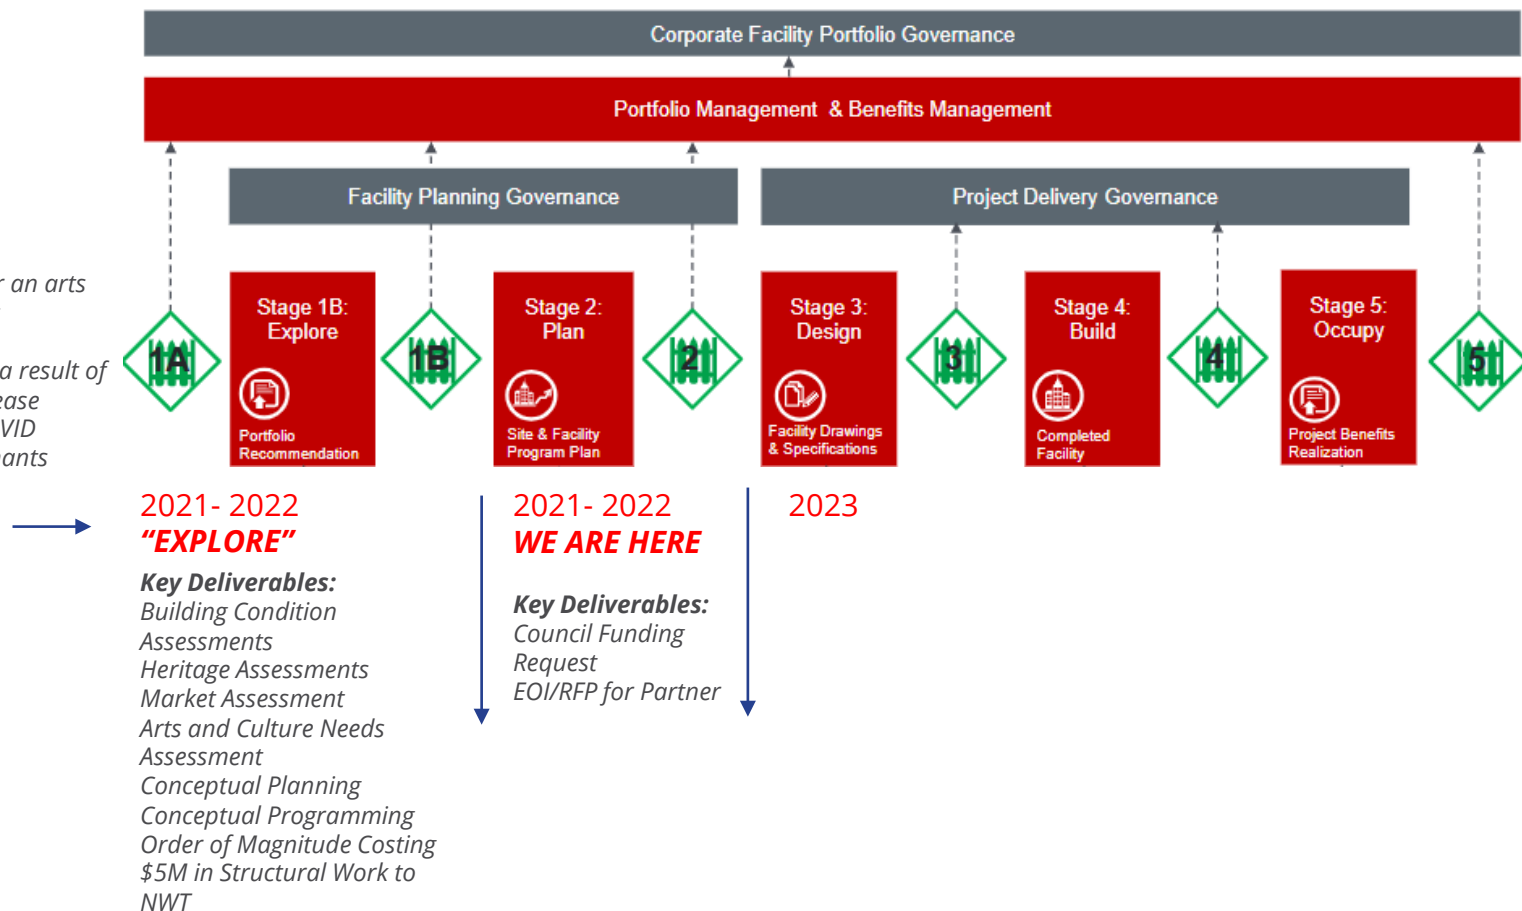 Corporate Facility Portfolio Governance
Portfolio Management & Benefits Management
Facility Planning Governance
Project Delivery Governance
an arts
a result of
1A
Stage 1B:
Explore
Portfolio
Recommendation
1B
Stage 2:
Plan
Site & Facility
Program Plan
2
Stage 3:
Design
Facility Drawings
& Specifications
3
Stage 4:
Build
Completed
Facility
4
Stage 5:
Occupy
Project Benefits
Realization
5
2021- 2022
“EXPLORE”
Key Deliverables:
Building Condition
Assessments
Heritage Assessments
Market Assessment
Arts and Culture Needs
Assessment
Conceptual Planning
Conceptual Programming
Order of Magnitude Costing
$5M in Structural Work to
NWT
2021- 2022
WE ARE HERE
Key Deliverables:
Council Funding
Request
EOI/RFP for Partner
2023